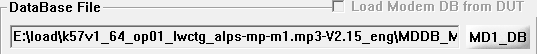 DataBase File
Load Modem DB from DUT
E:\load\k57v1_64_op01_lwctg_alps-mp-m1.mp3-V2.15_eng\MDDB_M
MD1_DB